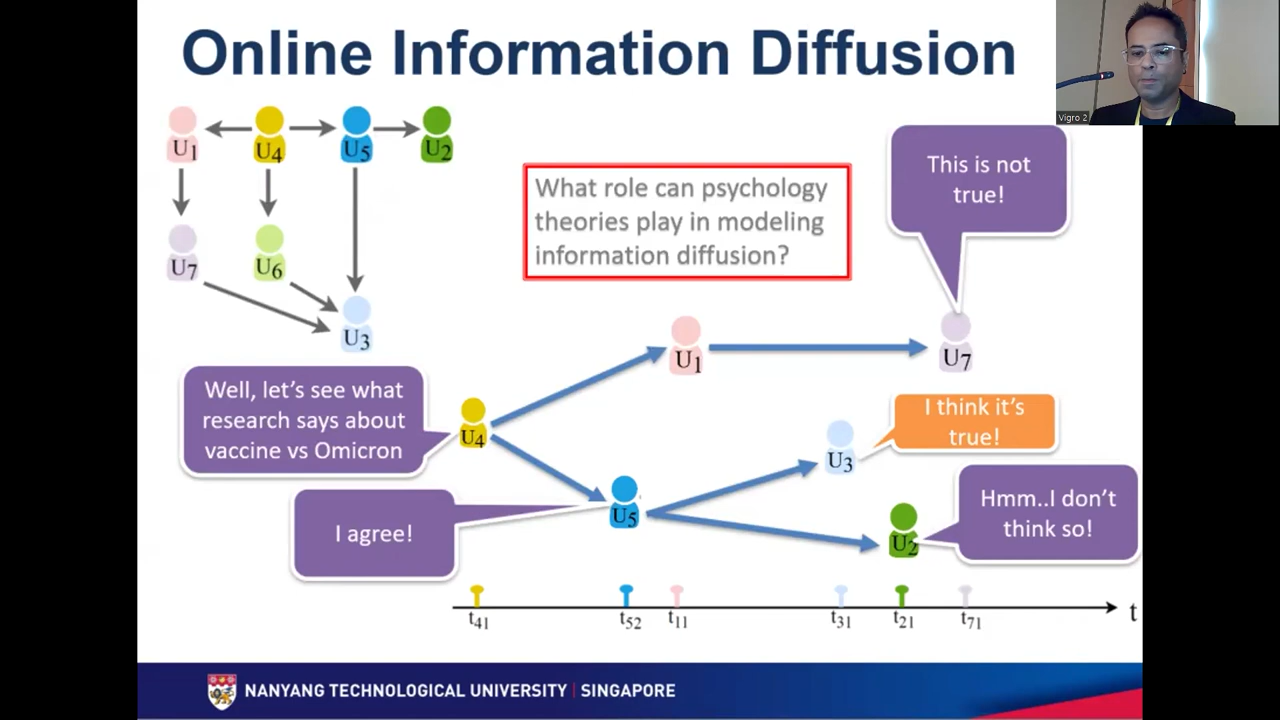 Online Information Diffusion
Vigro 2
U1
U4
U5
U2
U7
U6
U3
What role can psychology
theories play in modeling
information diffusion?
This is not
true!
U1
U7
Well, let's see what
research says about
vaccine vs Omicron
U4
I think it's
true!
U3
I agree!
U5
Hmm..I don't
think so!
U2
t41
t52
t11
t31
t21
t71
t
NANYANG TECHNOLOGICAL UNIVERSITY | SINGAPORE